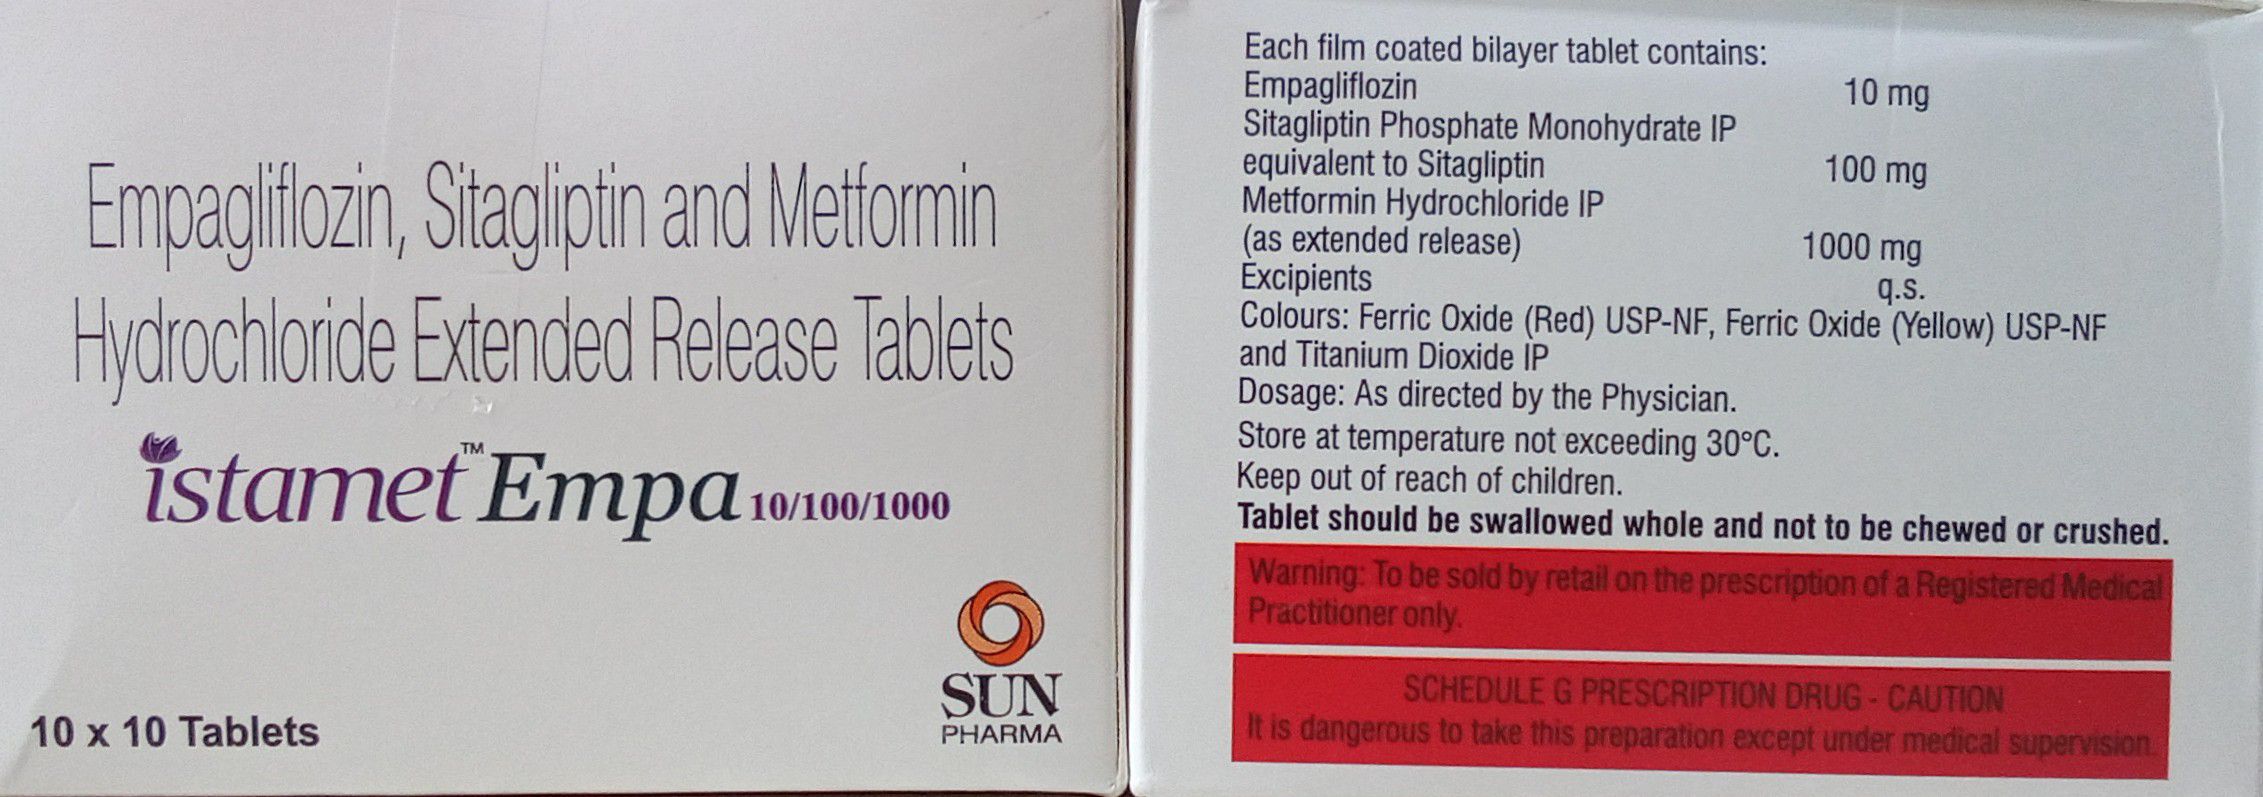 Empagliflozin, Sitagliptin and Metformin
Hydrochloride Extended Release Tablets
istamet™ Empa 10/100/1000
SUN
PHARMA
10 x 10 Tablets
Each film coated bilayer tablet contains:
Empagliflozin 10 mg
Sitagliptin Phosphate Monohydrate IP
equivalent to Sitagliptin 100 mg
Metformin Hydrochloride IP
(as extended release) 1000 mg
Excipients q.s.
Colours: Ferric Oxide (Red) USP-NF, Ferric Oxide (Yellow) USP-NF
and Titanium Dioxide IP
Dosage: As directed by the Physician.
Store at temperature not exceeding 30°C.
Keep out of reach of children.
Tablet should be swallowed whole and not to be chewed or crushed.
Warning: To be sold by retail on the prescription of a Registered Medical
Practitioner only.
SCHEDULE G PRESCRIPTION DRUG - CAUTION
It is dangerous to take this preparation except under medical supervision.